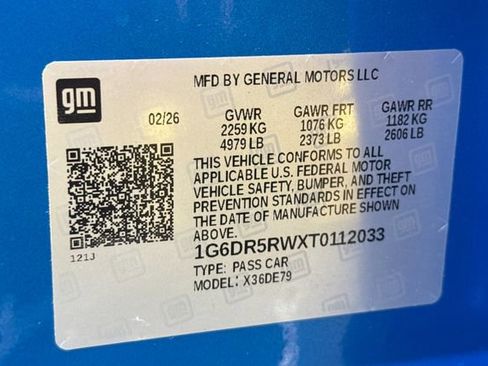 gm
MFD BY GENERAL MOTORS LLC
02/26 GVWR GAWR FRT GAWR RR
2259 KG 1076 KG 1182 KG
4979 LB 2373 LB 2606 LB
THIS VEHICLE CONFORMS TO ALL
APPLICABLE U.S. FEDERAL MOTOR
VEHICLE SAFETY, BUMPER, AND THEFT
PREVENTION STANDARDS IN EFFECT ON
THE DATE OF MANUFACTURE SHOWN
ABOVE.
1G6DR5RWXT0112033
121J
TYPE: PASS CAR
MODEL: X36DE79